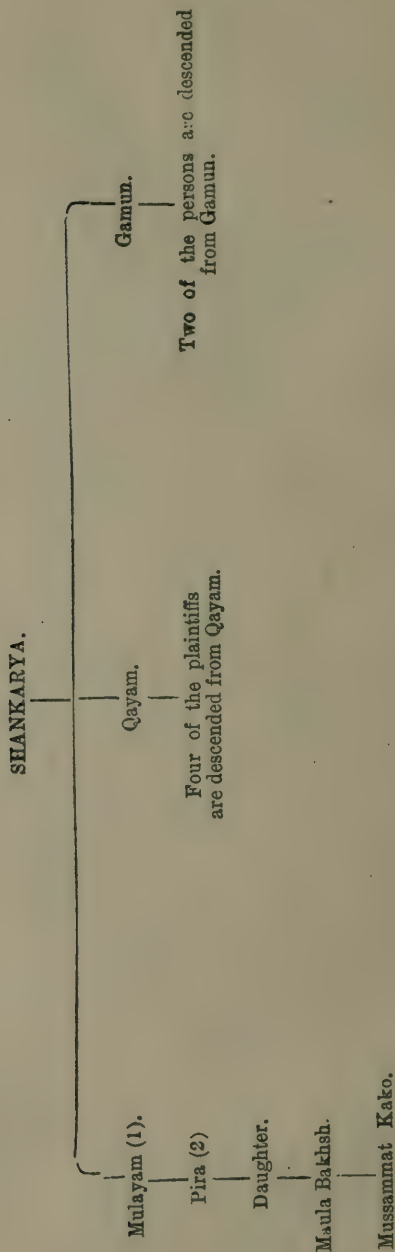 SHANKARYA.
Mulayam (1).
Pira (2)
Daughter.
Maula Bakhsh.
Mussammat Kako.
Qayam.
Four of the plaintiffs
are descended from Qayam.
Gamun.
Two of the persons are descended
from Gamun.